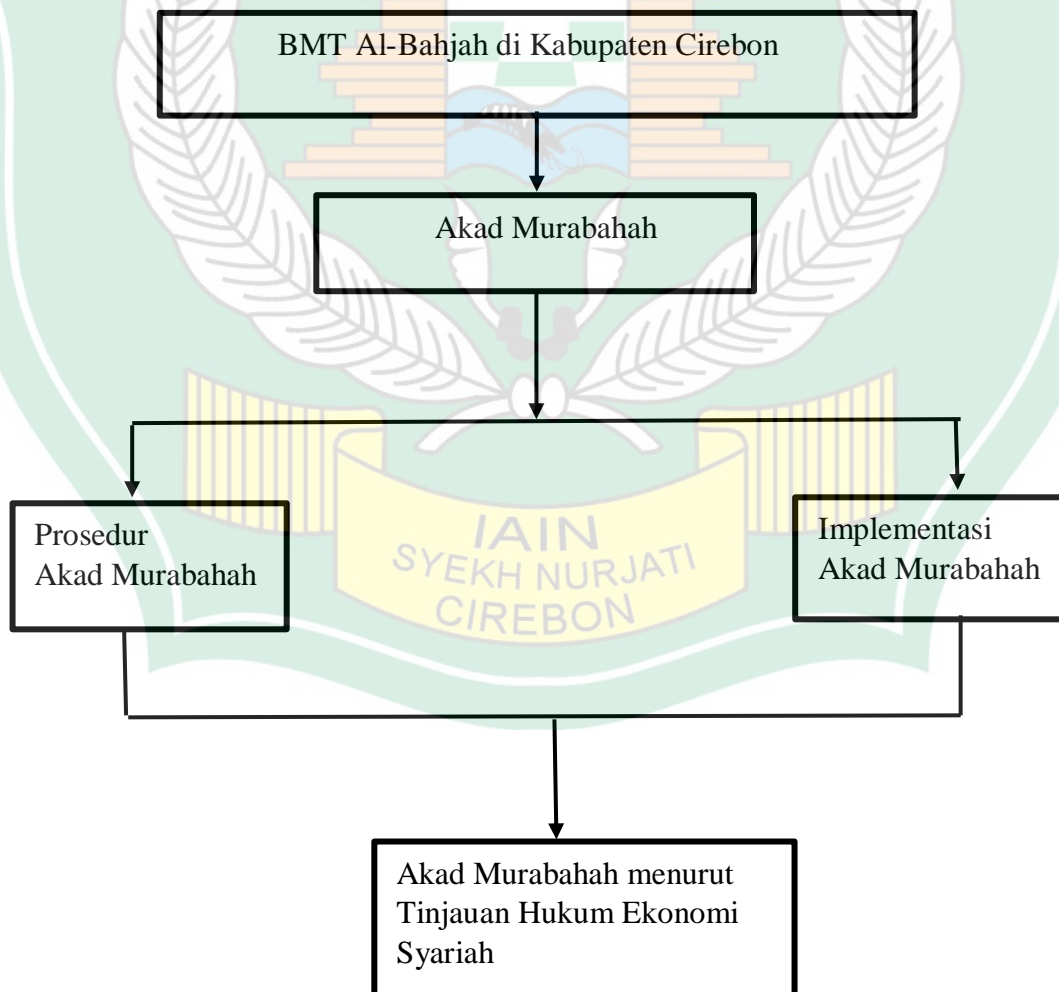 BMT Al-Bahjah di Kabupaten Cirebon
Akad Murabahah
Prosedur
Akad Murabahah
Implementasi
Akad Murabahah
IAIN
SYEKH NURJATI
CIREBON
Akad Murabahah menurut
Tinjauan Hukum Ekonomi
Syariah